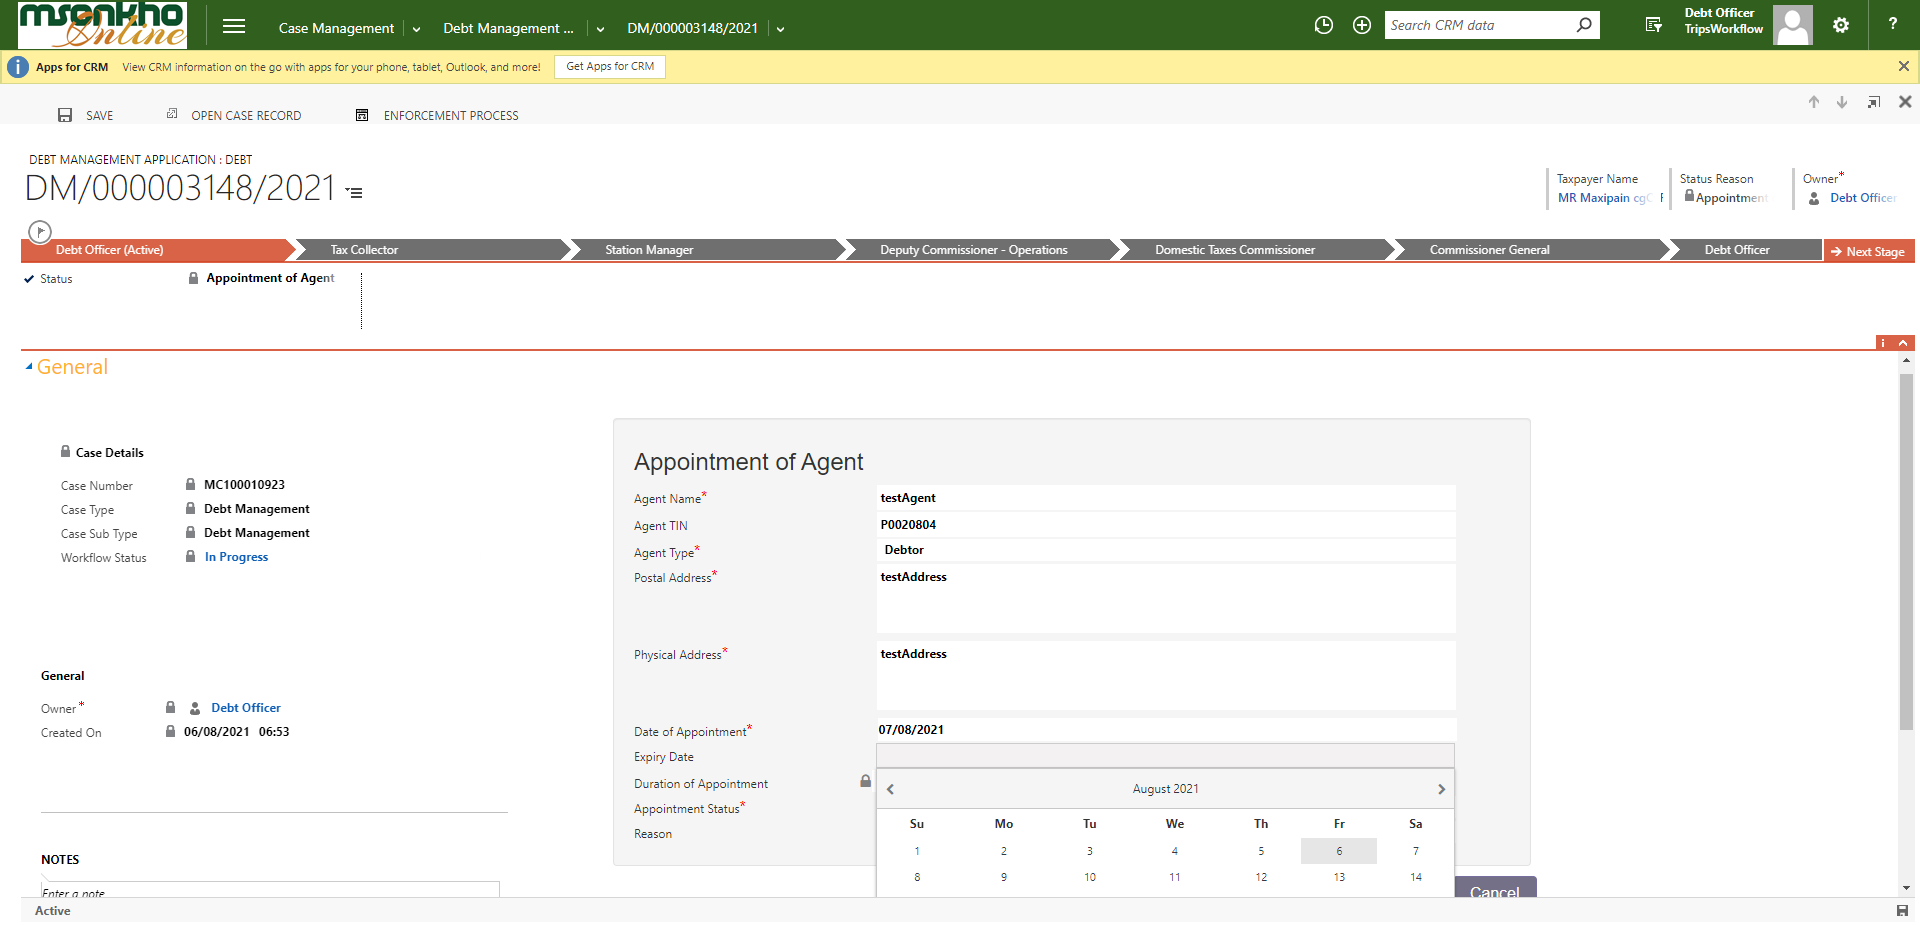 msonkho
Online
Case Management
Debt Management ...
DM/000003148/2021
Search CRM data
Debt Officer
TripsWorkflow
?
i
Apps for CRM
View CRM information on the go with apps for your phone, tablet, Outlook, and more!
Get Apps for CRM
SAVE
OPEN CASE RECORD
ENFORCEMENT PROCESS
DEBT MANAGEMENT APPLICATION : DEBT
DM/000003148/2021
Taxpayer Name
MR Maxipain cg
Status Reason
Appointment
Owner*
Debt Officer
Debt Officer (Active)
Tax Collector
Station Manager
Deputy Commissioner - Operations
Domestic Taxes Commissioner
Commissioner General
Debt Officer
Next Stage
Status
Appointment of Agent
i
General
Case Details
Case Number
MC100010923
Case Type
Debt Management
Case Sub Type
Debt Management
Workflow Status
In Progress
General
Owner*
Debt Officer
Created On
06/08/2021 06:53
NOTES
Enter a note
Appointment of Agent
Agent Name*
testAgent
Agent TIN
P0020804
Agent Type*
Debtor
Postal Address*
testAddress
Physical Address*
testAddress
Date of Appointment*
07/08/2021
Expiry Date
Duration of Appointment
Appointment Status*
Reason
August 2021
Su Mo Tu We Th Fr Sa
1 2 3 4 5 6 7
8 9 10 11 12 13 14
Cancel
Active